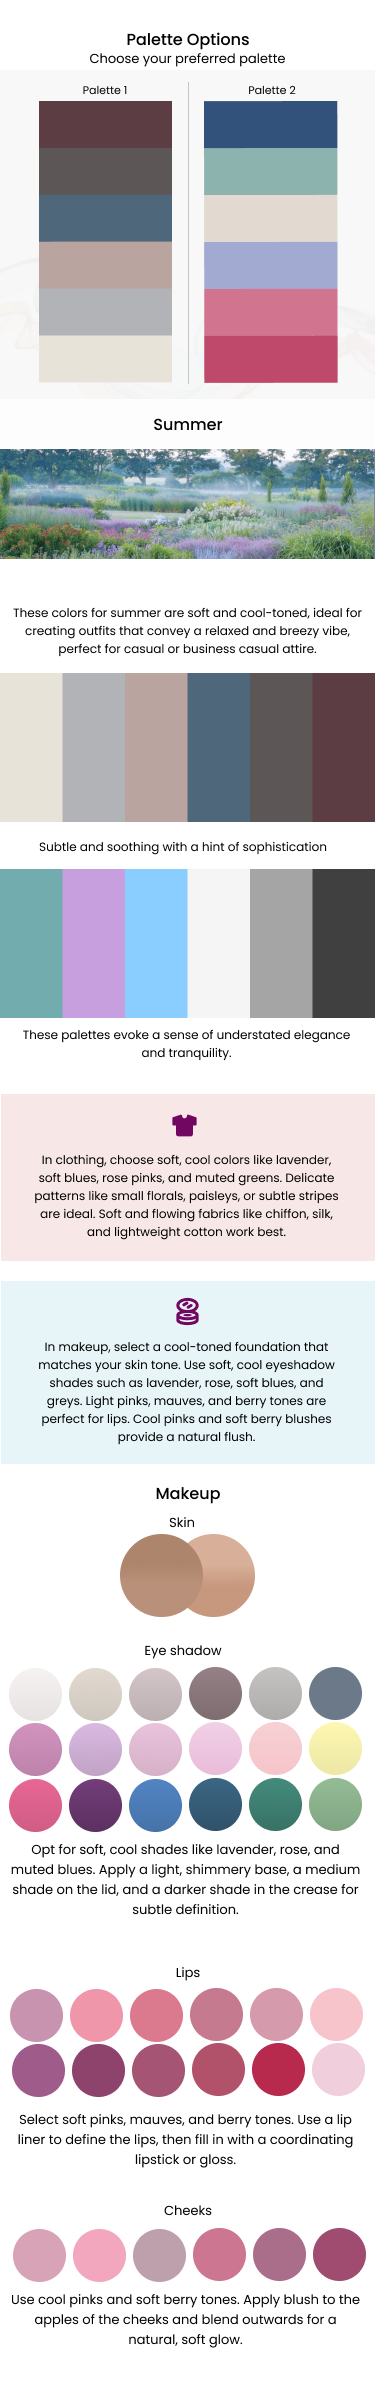 Palette Options
Choose your preferred palette
Palette 1
Palette 2
Summer
These colors for summer are soft and cool-toned, ideal for
creating outfits that convey a relaxed and breezy vibe,
perfect for casual or business casual attire.
Subtle and soothing with a hint of sophistication
These palettes evoke a sense of understated elegance
and tranquility.
In clothing, choose soft, cool colors like lavender,
soft blues, rose pinks, and muted greens. Delicate
patterns like small florals, paisleys, or subtle stripes
are ideal. Soft and flowing fabrics like chiffon, silk,
and lightweight cotton work best.
In makeup, select a cool-toned foundation that
matches your skin tone. Use soft, cool eyeshadow
shades such as lavender, rose, soft blues, and
greys. Light pinks, mauves, and berry tones are
perfect for lips. Cool pinks and soft berry blushes
provide a natural flush.
Makeup
Skin
Eye shadow
Opt for soft, cool shades like lavender, rose, and
muted blues. Apply a light, shimmery base, a medium
shade on the lid, and a darker shade in the crease for
subtle definition.
Lips
Select soft pinks, mauves, and berry tones. Use a lip
liner to define the lips, then fill in with a coordinating
lipstick or gloss.
Cheeks
Use cool pinks and soft berry tones. Apply blush to the
apples of the cheeks and blend outwards for a
natural, soft glow.